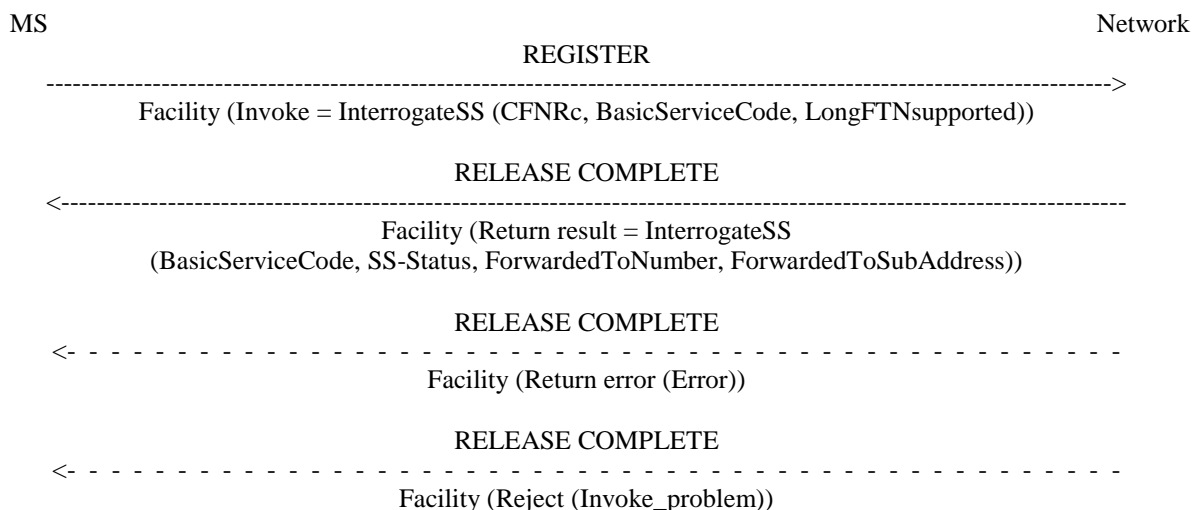 MS Network
REGISTER
------------------------------------------------------------------------------------------------------------------------>
Facility (Invoke = InterrogateSS (CFNRc, BasicServiceCode, LongFTNsupported))
RELEASE COMPLETE
<------------------------------------------------------------------------------------------------------------------------
Facility (Return result = InterrogateSS
(BasicServiceCode, SS-Status, ForwardedToNumber, ForwardedToSubAddress))
RELEASE COMPLETE
<- - - - - - - - - - - - - - - - - - - - - - - - - - - - - - - - - - - - - - - - - - - - - - - - - - - - - - - - -
Facility (Return error (Error))
RELEASE COMPLETE
<- - - - - - - - - - - - - - - - - - - - - - - - - - - - - - - - - - - - - - - - - - - - - - - - - - - - - - - - -
Facility (Reject (Invoke_problem))